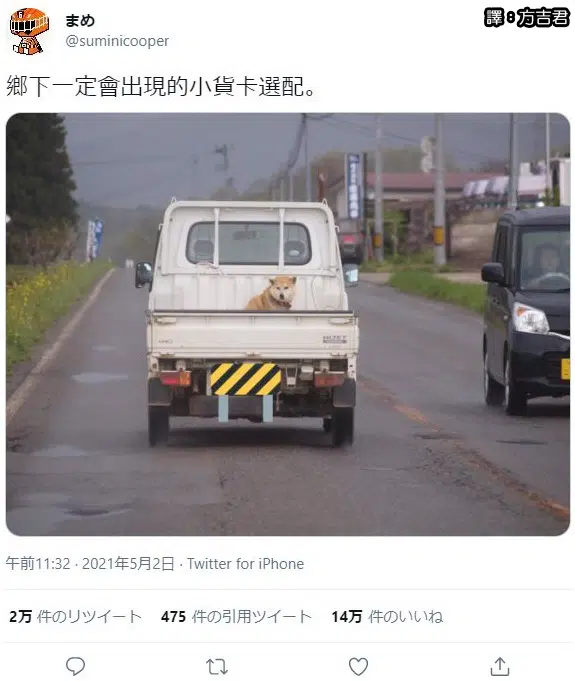 まめ
@suminicooper
譯8方吉君
鄉下一定會出現的小貨卡選配。
HIJET
午前11:32 · 2021年5月2日 · Twitter for iPhone
2万 件のリツイート 475 件の引用ツイート 14万 件のいいね